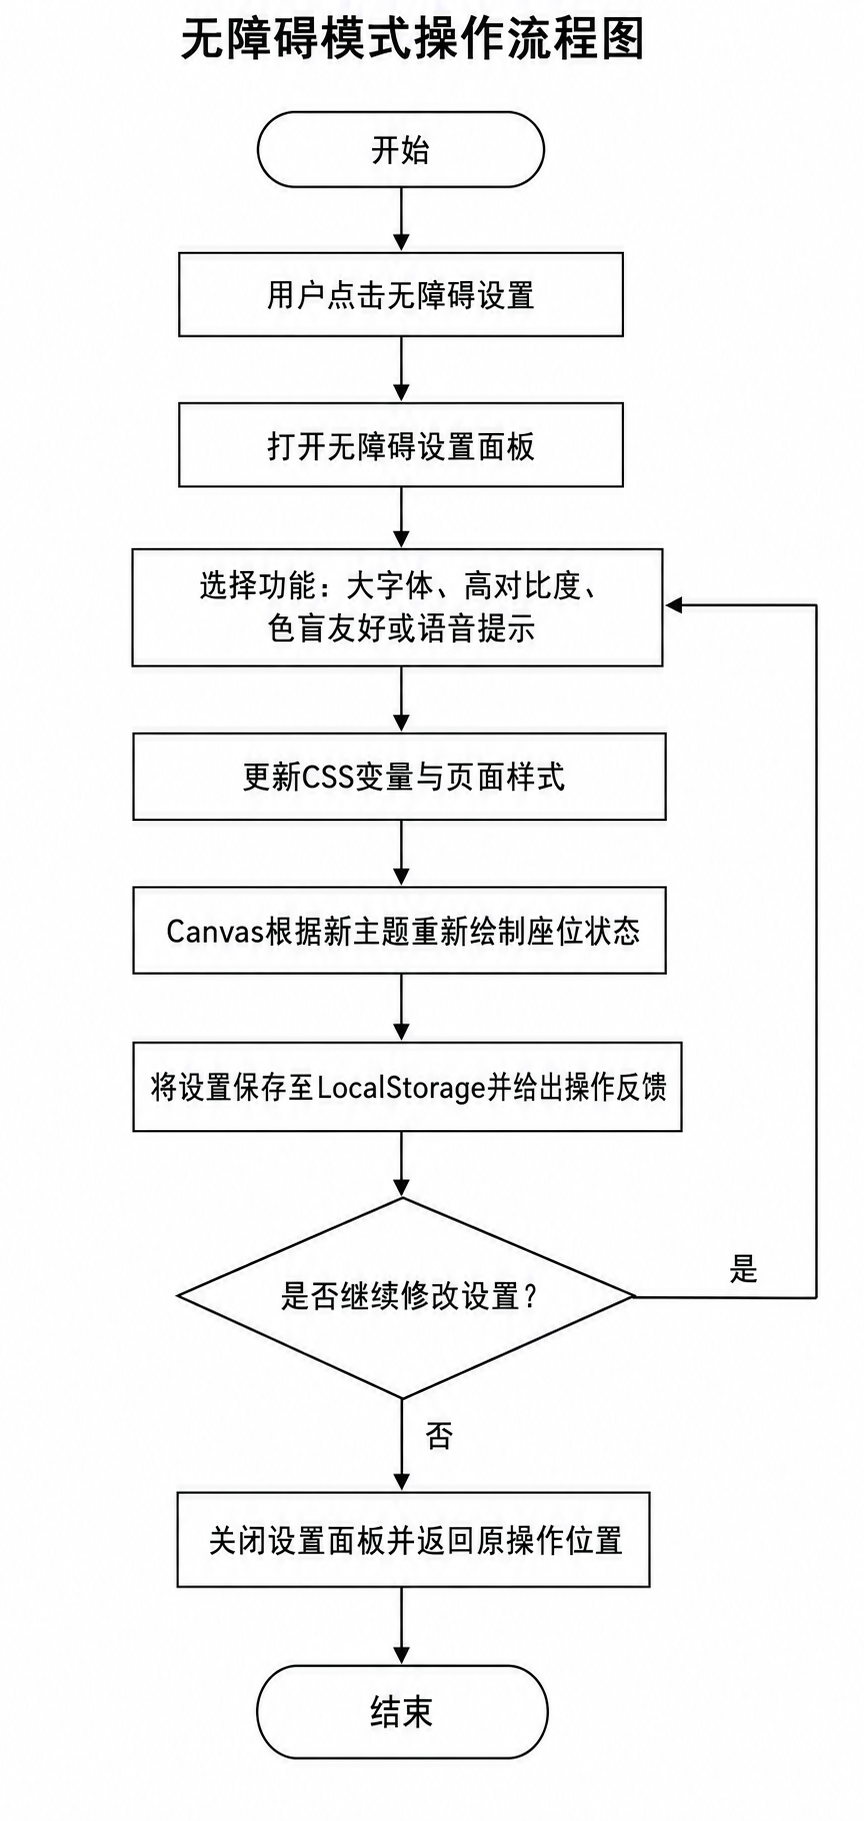 无障碍模式操作流程图
开始
用户点击无障碍设置
打开无障碍设置面板
选择功能：大字体、高对比度、
色盲友好或语音提示
更新CSS变量与页面样式
Canvas根据新主题重新绘制座位状态
将设置保存至LocalStorage并给出操作反馈
是否继续修改设置？
是
否
关闭设置面板并返回原操作位置
结束